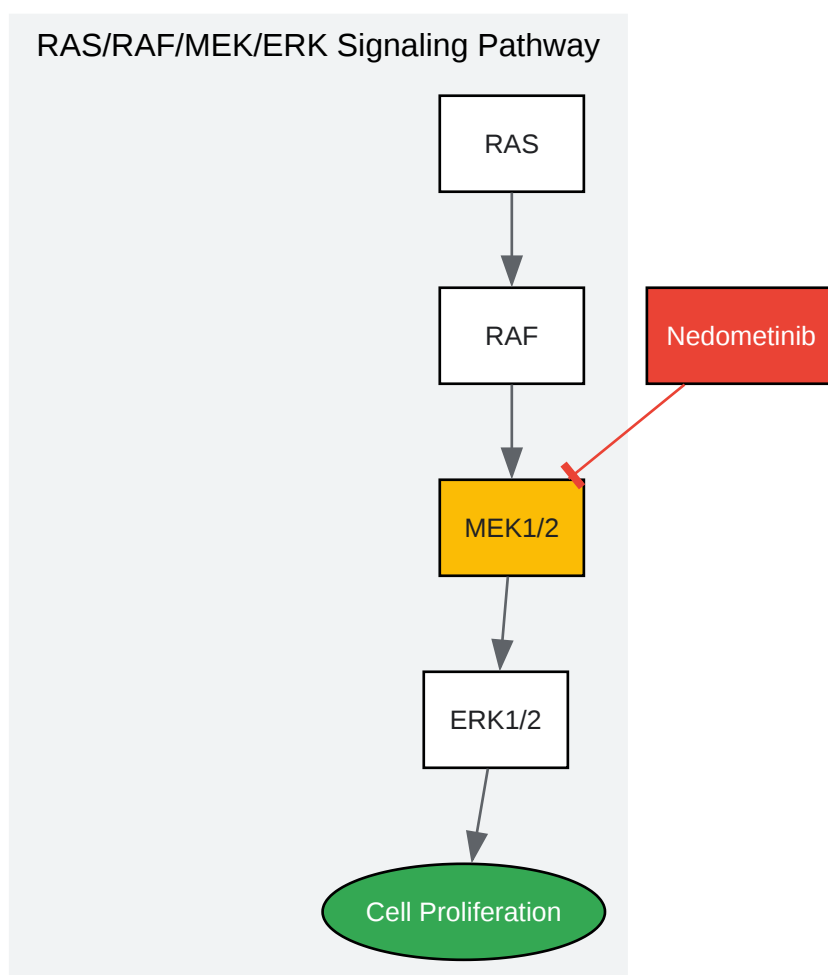 RAS/RAF/MEK/ERK Signaling Pathway
RAS
RAF
Nedometinib
MEK1/2
ERK1/2
Cell Proliferation